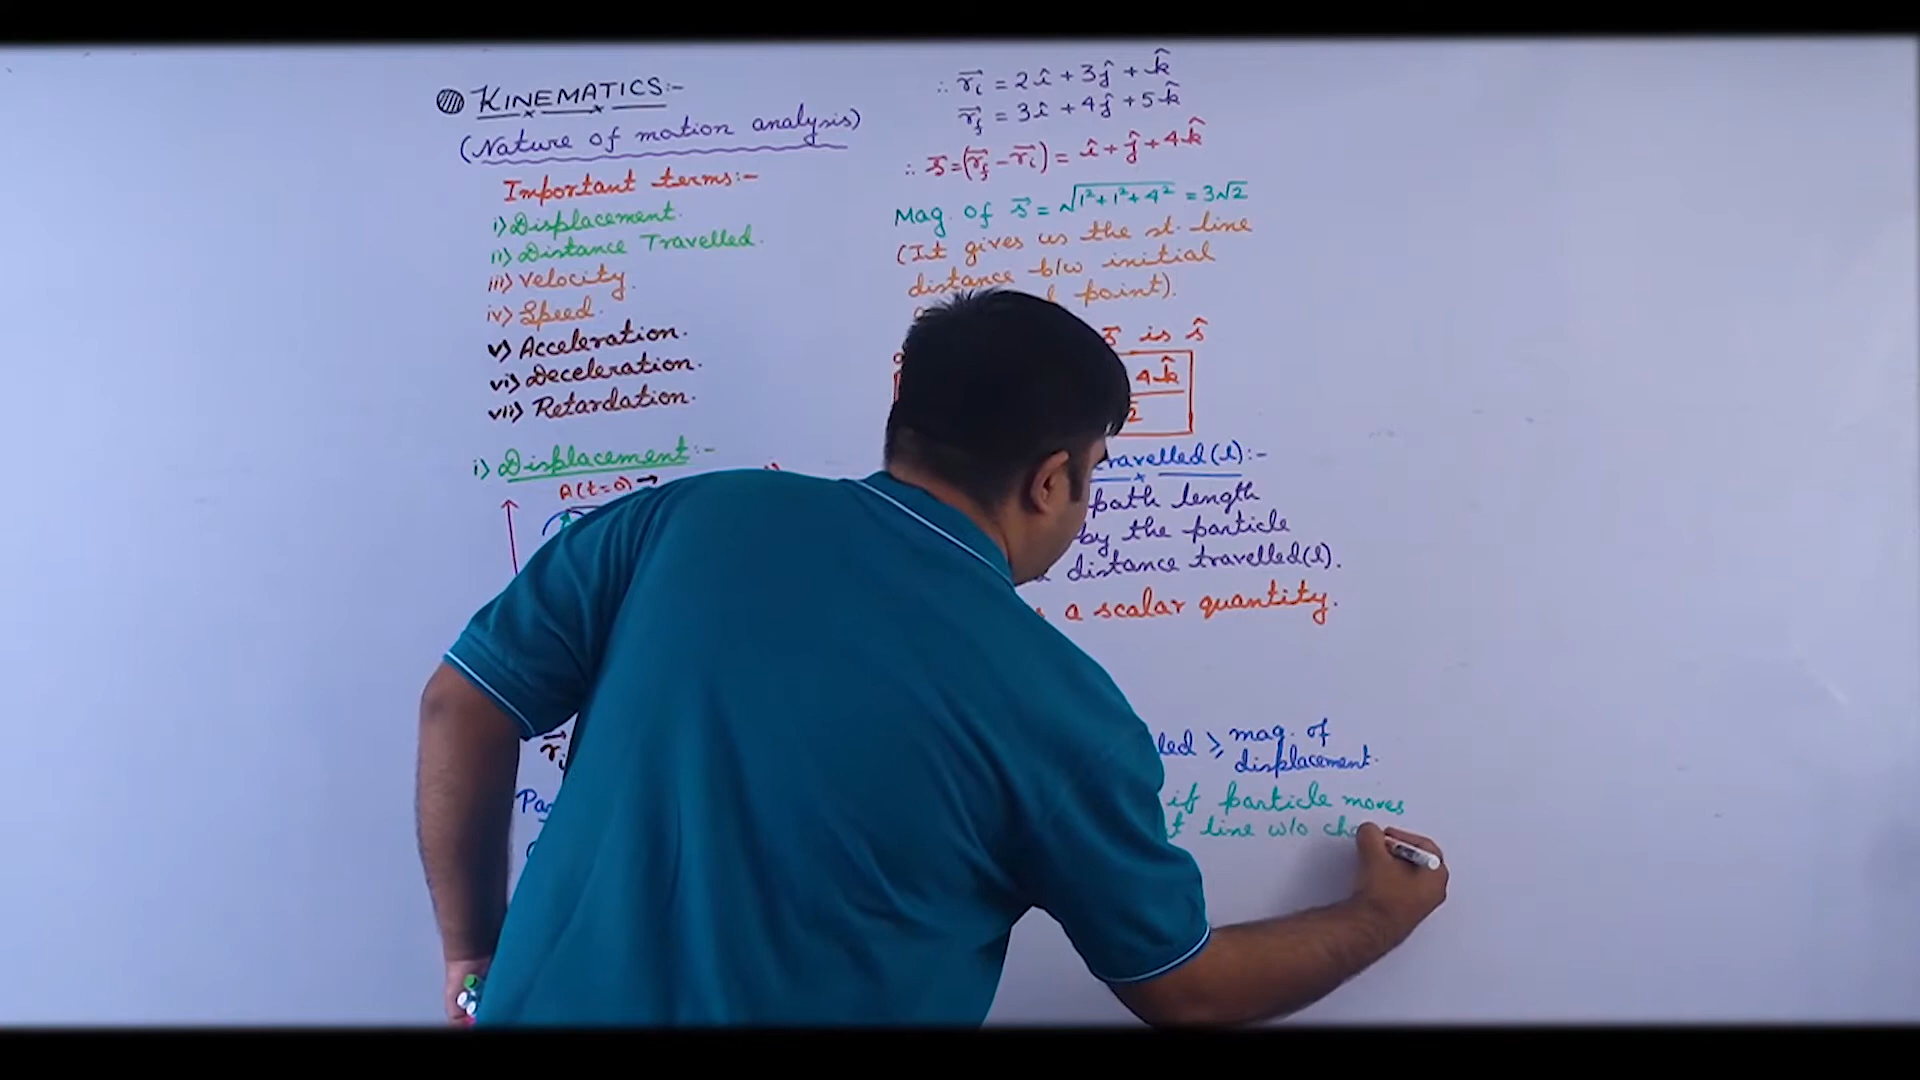 KINEMATICS:-
(Nature of motion analysis)
Important terms:-
i) Displacement.
ii) Distance Travelled.
iii) Velocity.
iv) Speed.
v) Acceleration.
vi) Deceleration.
vii) Retardation.
i) Displacement:-
A(t=0)
r⃗i
∴ r⃗i = 2î + 3ĵ + k̂
r⃗f = 3î + 4ĵ + 5k̂
∴ s⃗ = (r⃗f - r⃗i) = î + ĵ + 4k̂
Mag. of s⃗ = √(1² + 1² + 4²) = 3√2
(It gives us the st. line
distance b/w initial
point).
s⃗ is ŝ
4k̂
travelled (l):-
path length
by the particle
distance travelled(l).
a scalar quantity.
≥ mag. of
displacement.
if particle moves
line w/o